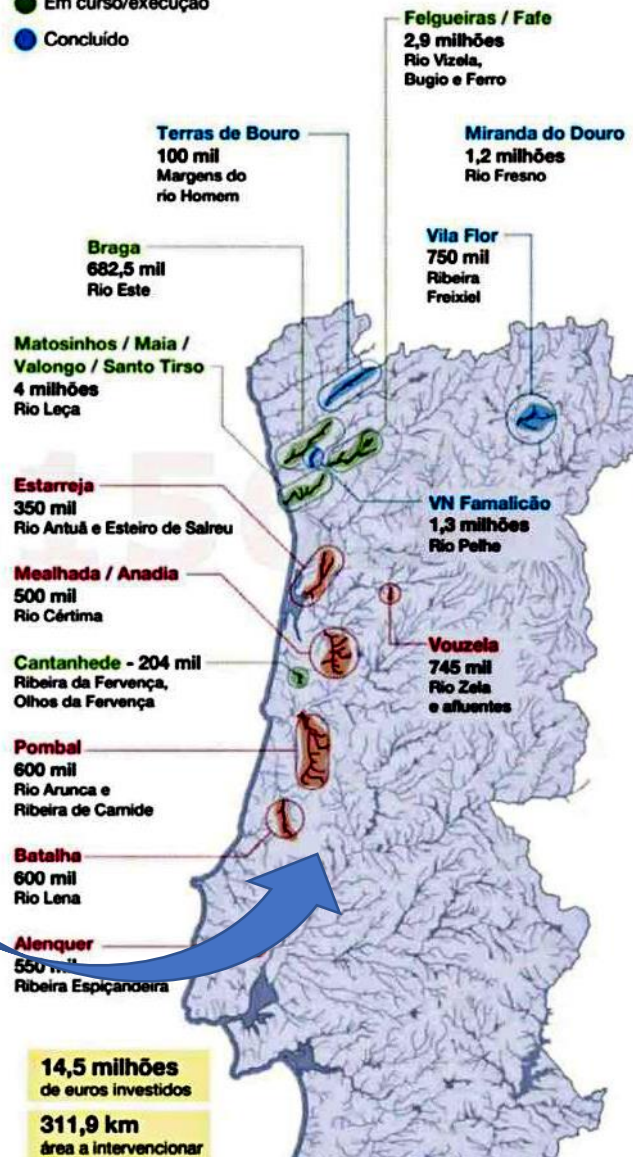 Em curso/execução
Concluído
Felgueiras / Fafe
2,9 milhões
Rio Vizela,
Bugio e Ferro
Terras de Bouro
100 mil
Margens do
rio Homem
Miranda do Douro
1,2 milhões
Rio Fresno
Braga
682,5 mil
Rio Este
Vila Flor
750 mil
Ribeira
Freixiel
Matosinhos / Maia /
Valongo / Santo Tirso
4 milhões
Rio Leça
Estarreja
350 mil
Rio Antuã e Esteiro de Salreu
VN Famalicão
1,3 milhões
Rio Pelhe
Mealhada / Anadia
500 mil
Rio Cértima
Vouzela
745 mil
Rio Zela
e afluentes
Cantanhede - 204 mil
Ribeira da Fervença,
Olhos da Fervença
Pombal
600 mil
Rio Arunca e
Ribeira de Carnide
Batalha
600 mil
Rio Lena
Alenquer
550 mil
Ribeira Espiçandeira
14,5 milhões
de euros investidos
311,9 km
área a intervencionar